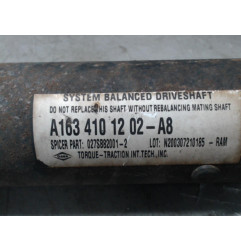 SYSTEM BALANCED DRIVESHAFT
DO NOT REPLACE THIS SHAFT WITHOUT REBALANCING MATING SHAFT
A163 410 12 02-A8
SPICER PART: 027SB82001-2 LOT: N200307210185 - RAM
TORQUE-TRACTION INT.TECH.,INC.